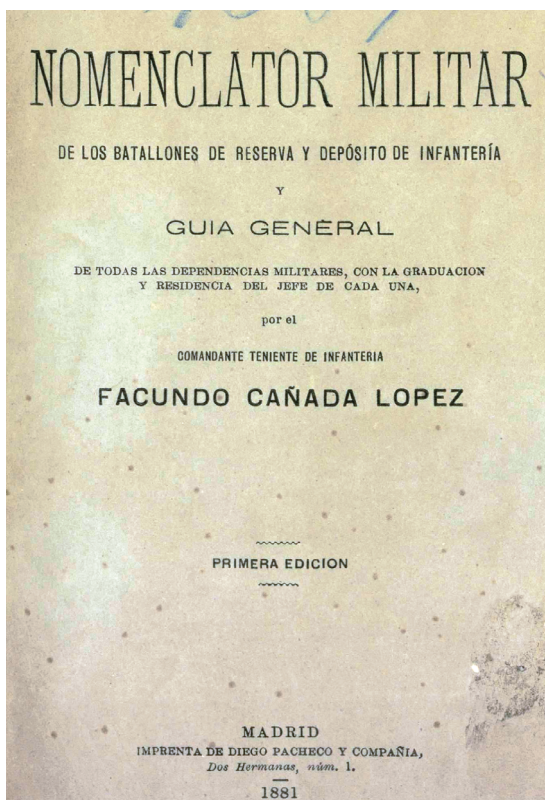 NOMENCLATOR MILITAR
DE LOS BATALLONES DE RESERVA Y DEPÓSITO DE INFANTERÍA
Y
GUIA GENERAL
DE TODAS LAS DEPENDENCIAS MILITARES, CON LA GRADUACION
Y RESIDENCIA DEL JEFE DE CADA UNA,
por el
COMANDANTE TENIENTE DE INFANTERIA
FACUNDO CAÑADA LOPEZ
PRIMERA EDICION
MADRID
IMPRENTA DE DIEGO PACHECO Y COMPAÑIA,
Dos Hermanas, núm. 1.
1881